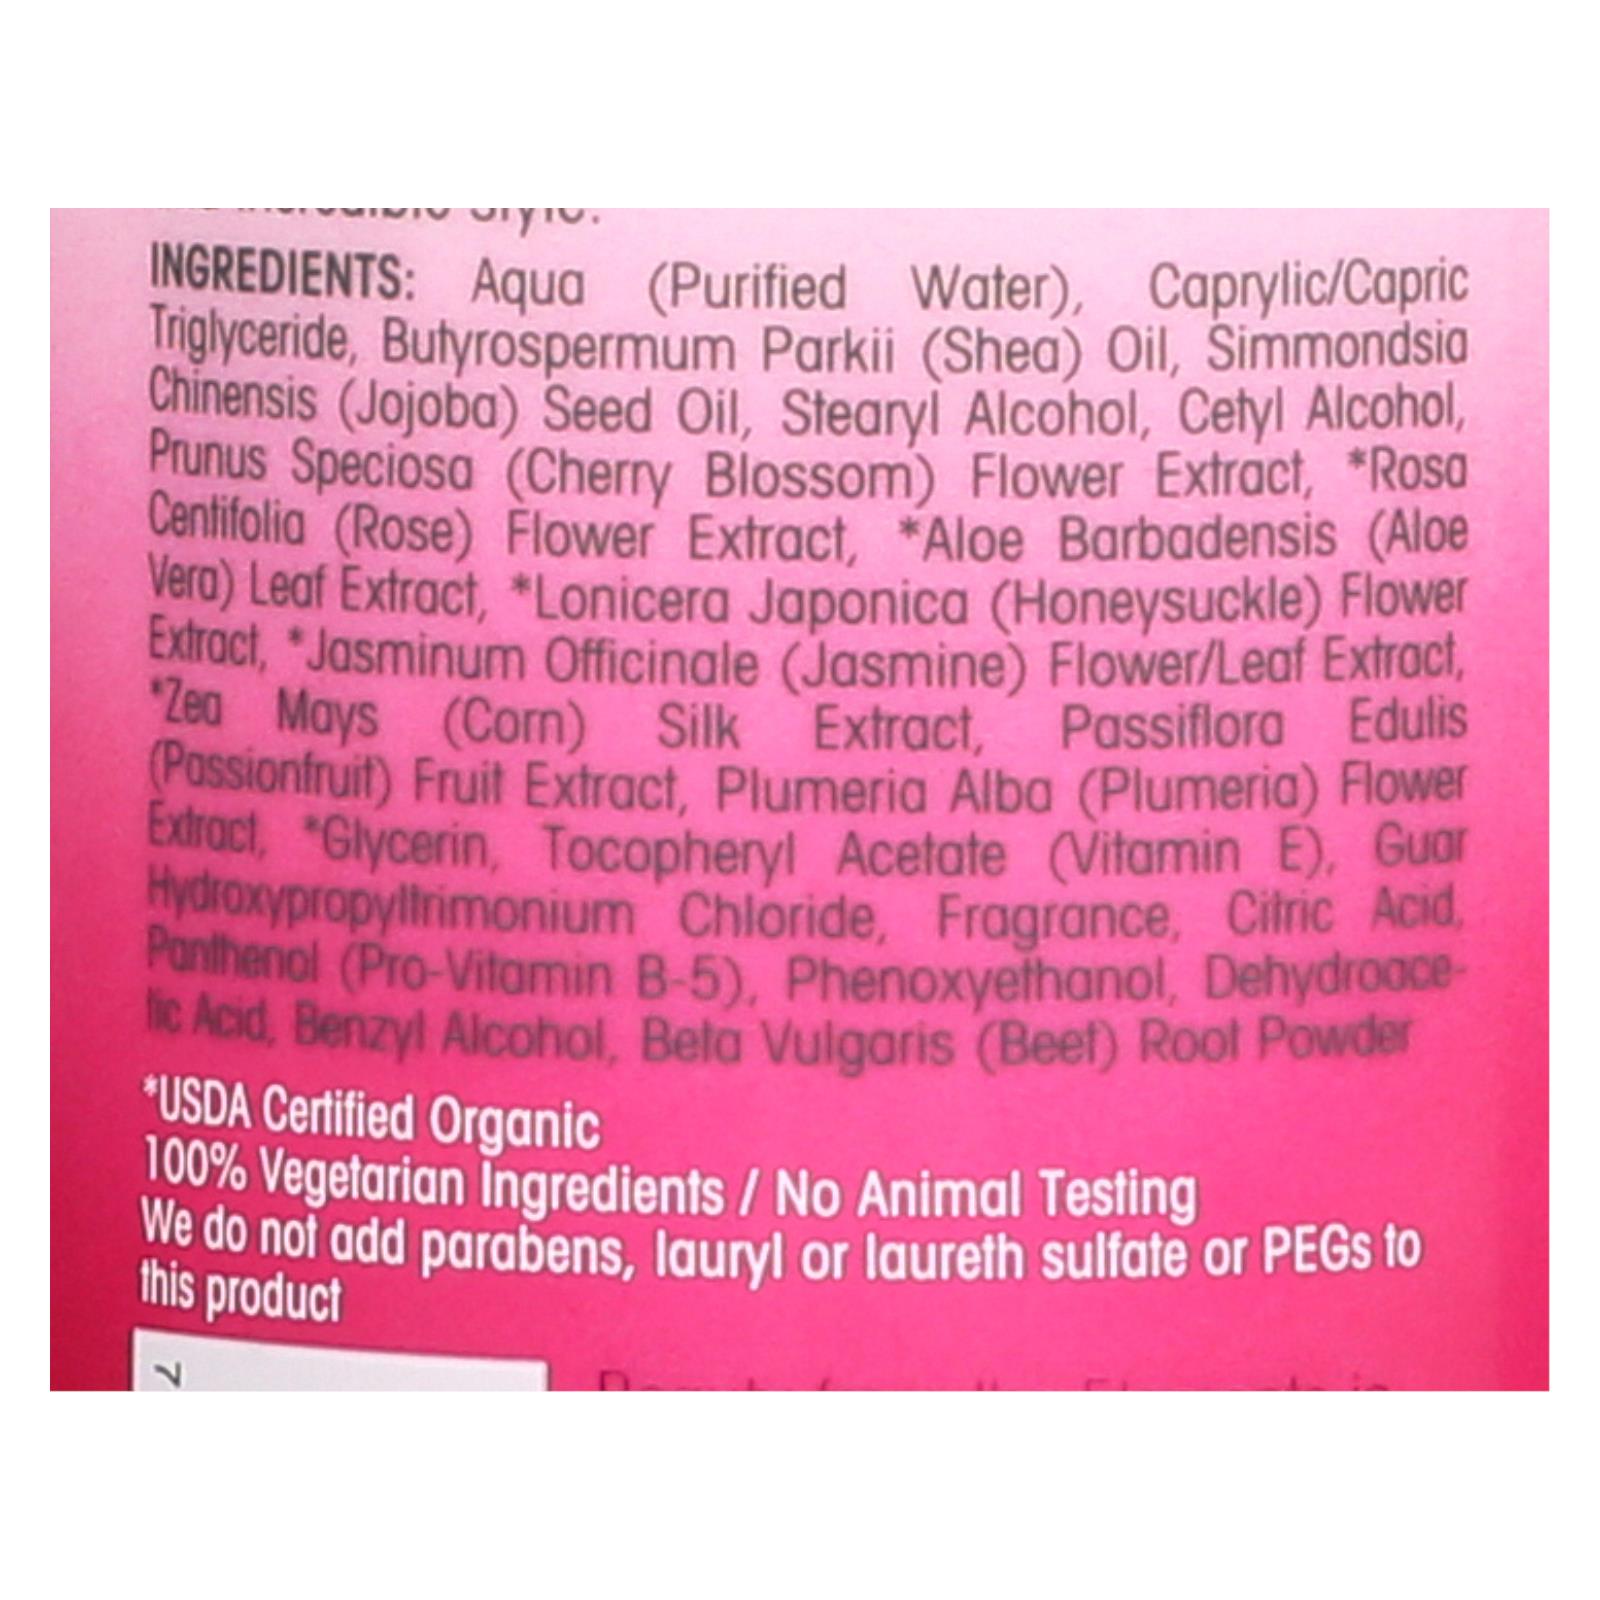 Incredible Style.
INGREDIENTS: Aqua (Purified Water), Caprylic/Capric
Triglyceride, Butyrospermum Parkii (Shea) Oil, Simmondsia
Chinensis (Jojoba) Seed Oil, Stearyl Alcohol, Cetyl Alcohol,
Prunus Speciosa (Cherry Blossom) Flower Extract, *Rosa
Centifolia (Rose) Flower Extract, *Aloe Barbadensis (Aloe
Vera) Leaf Extract, *Lonicera Japonica (Honeysuckle) Flower
Extract, *Jasminum Officinale (Jasmine) Flower/Leaf Extract,
*Zea Mays (Corn) Silk Extract, Passiflora Edulis
(Passionfruit) Fruit Extract, Plumeria Alba (Plumeria) Flower
Extract, *Glycerin, Tocopheryl Acetate (Vitamin E), Guar
Hydroxypropyltrimonium Chloride, Fragrance, Citric Acid,
Panthenol (Pro-Vitamin B-5), Phenoxyethanol, Dehydroace-
tic Acid, Benzyl Alcohol, Beta Vulgaris (Beet) Root Powder
*USDA Certified Organic
100% Vegetarian Ingredients / No Animal Testing
We do not add parabens, lauryl or laureth sulfate or PEGs to
this product
7